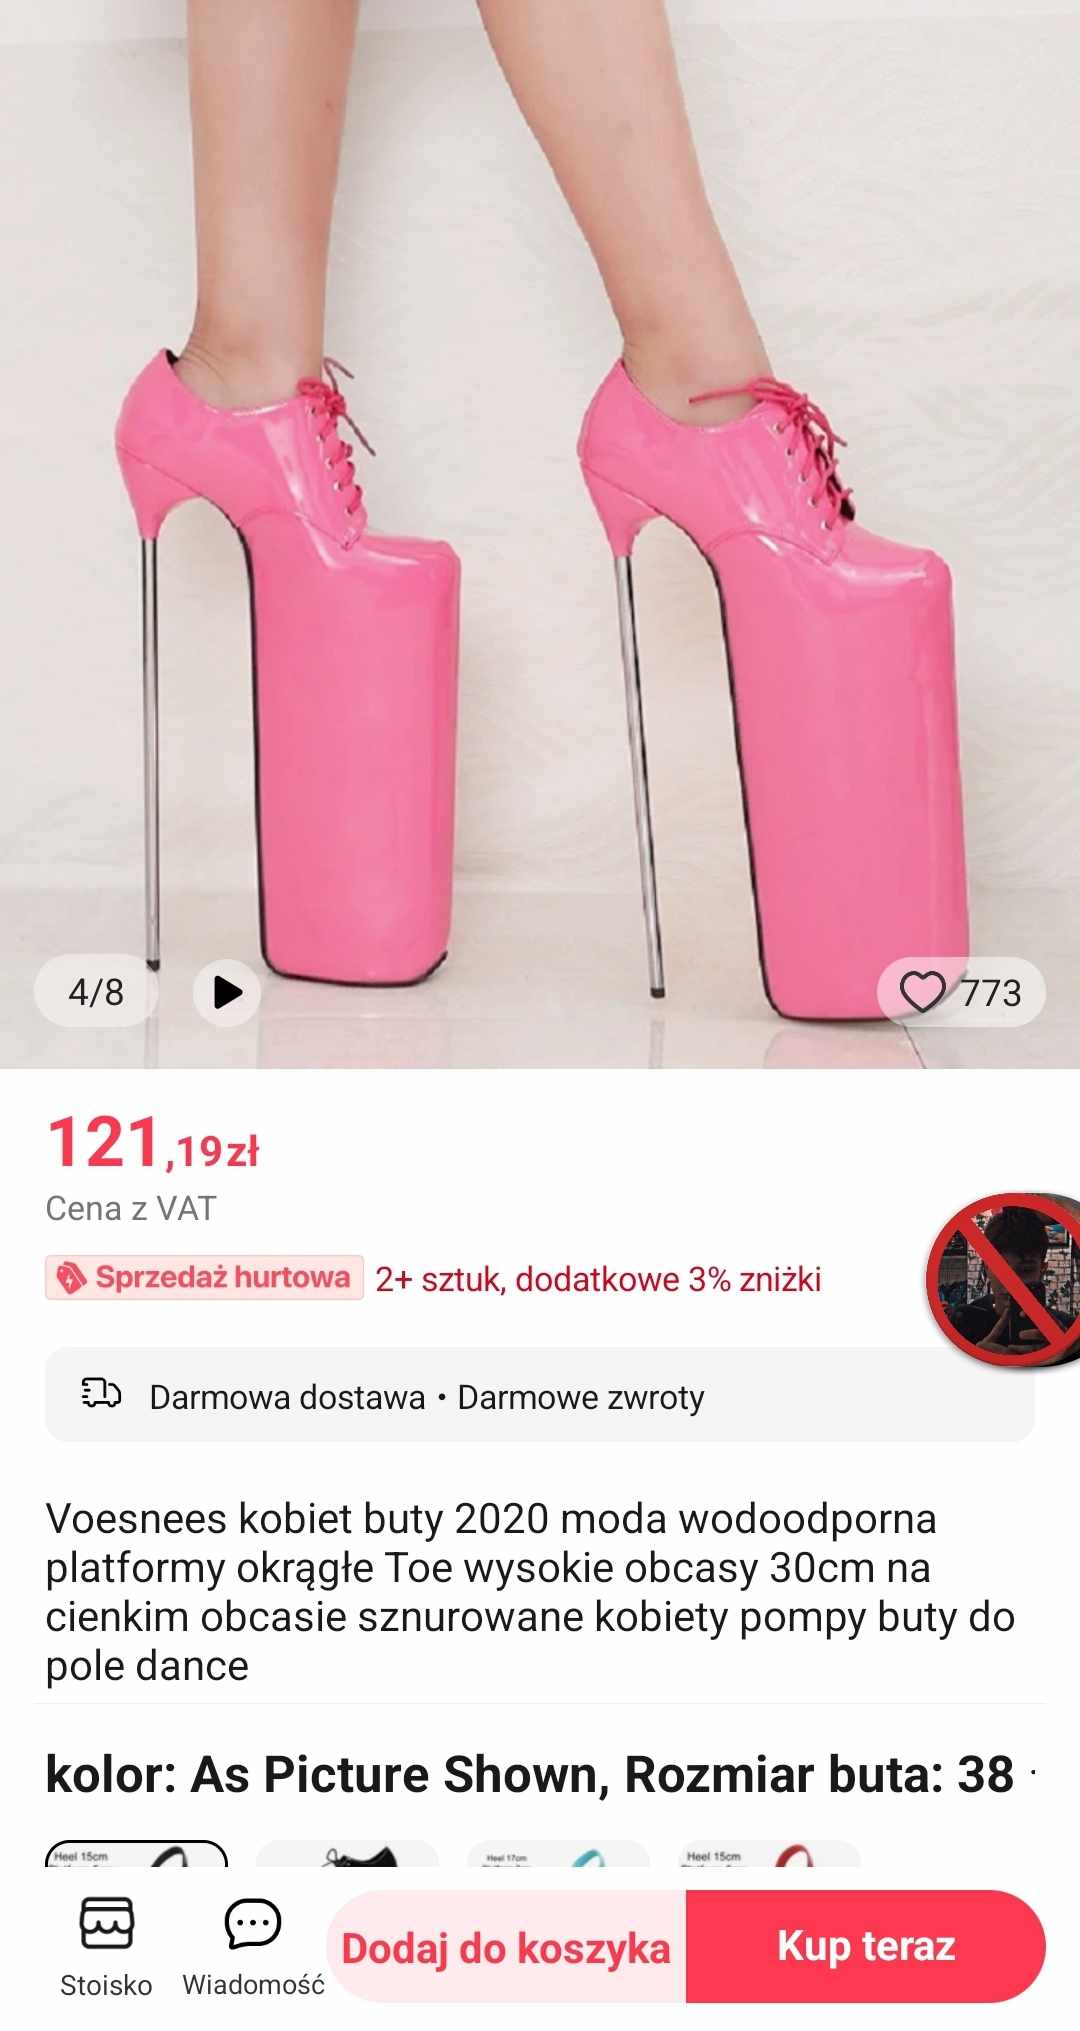 4/8
773
121,19zł
Cena z VAT
Sprzedaż hurtowa 2+ sztuk, dodatkowe 3% zniżki
Darmowa dostawa • Darmowe zwroty
Voesnees kobiet buty 2020 moda wodoodporna
platformy okrągłe Toe wysokie obcasy 30cm na
cienkim obcasie sznurowane kobiety pompy buty do
pole dance
kolor: As Picture Shown, Rozmiar buta: 38 ·
Heel 15cm
Heel 17cm
Heel 15cm
Stoisko
Wiadomość
Dodaj do koszyka
Kup teraz